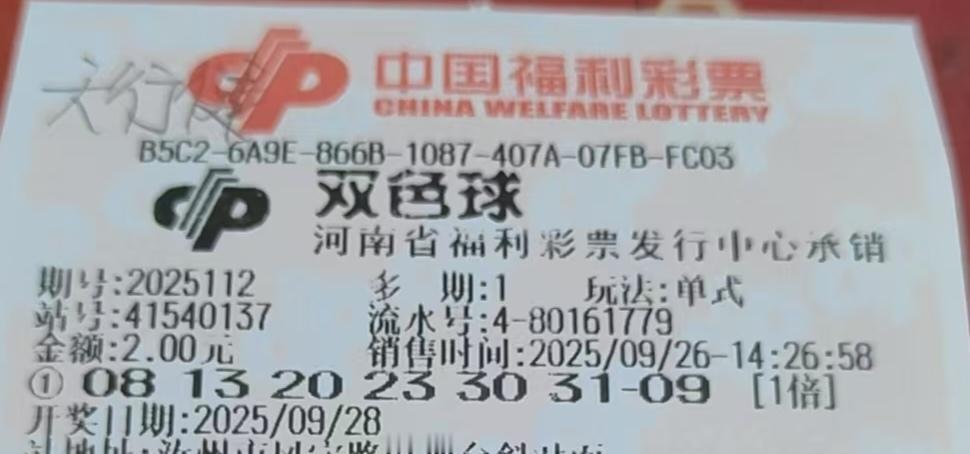 中国福利彩票
CHINA WELFARE LOTTERY
B5C2-6A9E-866B-1087-407A-07FB-FC03
双色球
河南省福利彩票发行中心承销
期号:2025112 多 期:1 玩法:单式
站号:41540137 流水号:4-80161779
金额:2.00元 销售时间:2025/09/26-14:26:58
① 08 13 20 23 30 31-09 [1倍]
开奖日期:2025/09/28